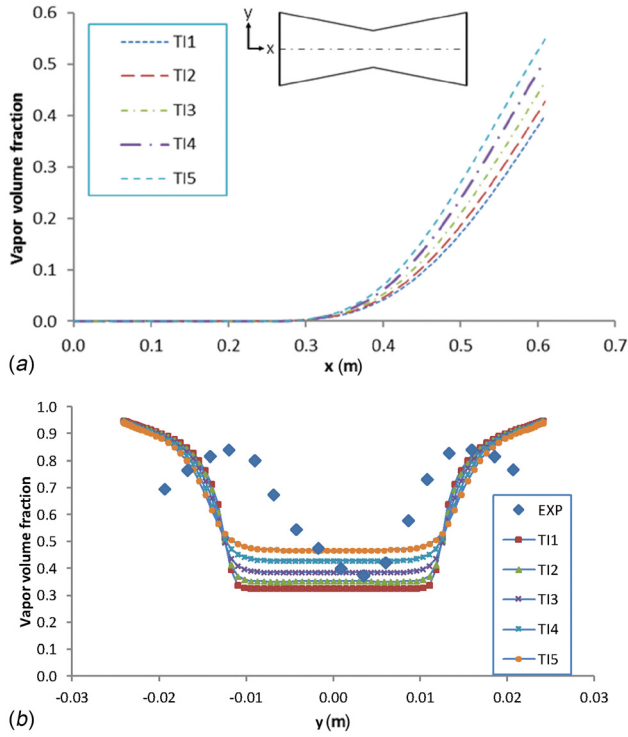 0.6
0.5
0.4
0.3
0.2
0.1
0.0
Vapor volume fraction
TI1
TI2
TI3
TI4
TI5
y
x
0.0 0.1 0.2 0.3 0.4 0.5 0.6 0.7
x (m)
(a)
1.0
0.9
0.8
0.7
0.6
0.5
0.4
0.3
0.2
0.1
0.0
Vapor volume fraction
EXP
TI1
TI2
TI3
TI4
TI5
-0.03 -0.02 -0.01 0.00 0.01 0.02 0.03
y (m)
(b)